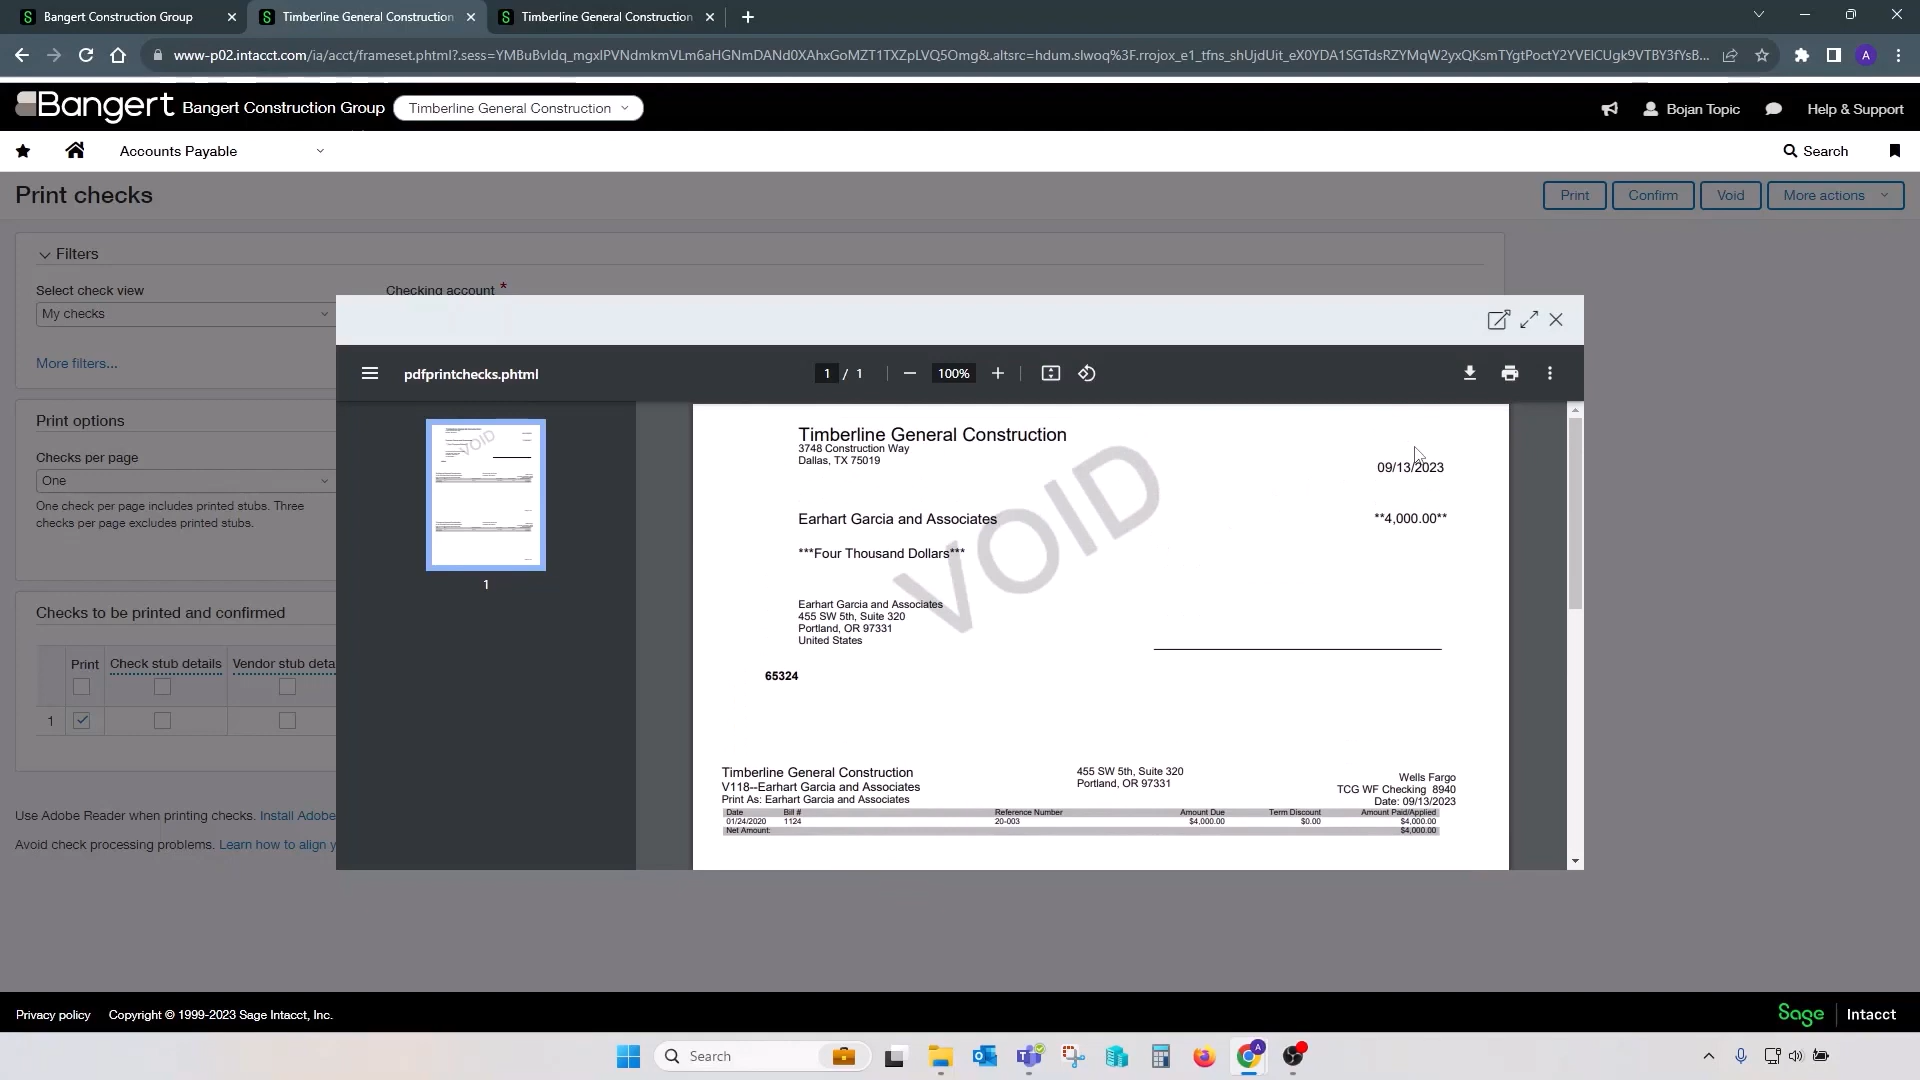 Bangert Construction Group
Timberline General Construction
Timberline General Construction
www-p02.intacct.com/ia/acct/frameset.phtml?.sess=
Bangert Bangert Construction Group Timberline General Construction
Bojan Topic Help & Support
Accounts Payable
Search
Print checks
Print Confirm Void More actions
Filters
Select check view
Checking account *
My checks
More filters...
Print options
Checks per page
One
One check per page includes printed stubs. Three
checks per page excludes printed stubs.
Checks to be printed and confirmed
Print Check stub details Vendor stub deta
1
Use Adobe Reader when printing checks. Install Adobe
Avoid check processing problems. Learn how to align y
pdfprintchecks.phtml
1 / 1
100%
VOID
1
Timberline General Construction
3748 Construction Way
Dallas, TX 75019
09/13/2023
Earhart Garcia and Associates **4,000.00**
***Four Thousand Dollars***
VOID
Earhart Garcia and Associates
455 SW 5th, Suite 320
Portland, OR 97331
United States
65324
Timberline General Construction
V118--Earhart Garcia and Associates
Print As: Earhart Garcia and Associates
455 SW 5th, Suite 320
Portland, OR 97331
Wells Fargo
TCG WF Checking 8940
Date: 09/13/2023
Date Bill # Reference Number Amount Due Term Discount Amount Paid/Applied
01/24/2020 1124 20-003 $4,000.00 $0.00 $4,000.00
Net Amount: $4,000.00
Privacy policy Copyright © 1999-2023 Sage Intacct, Inc.
Sage Intacct
Search